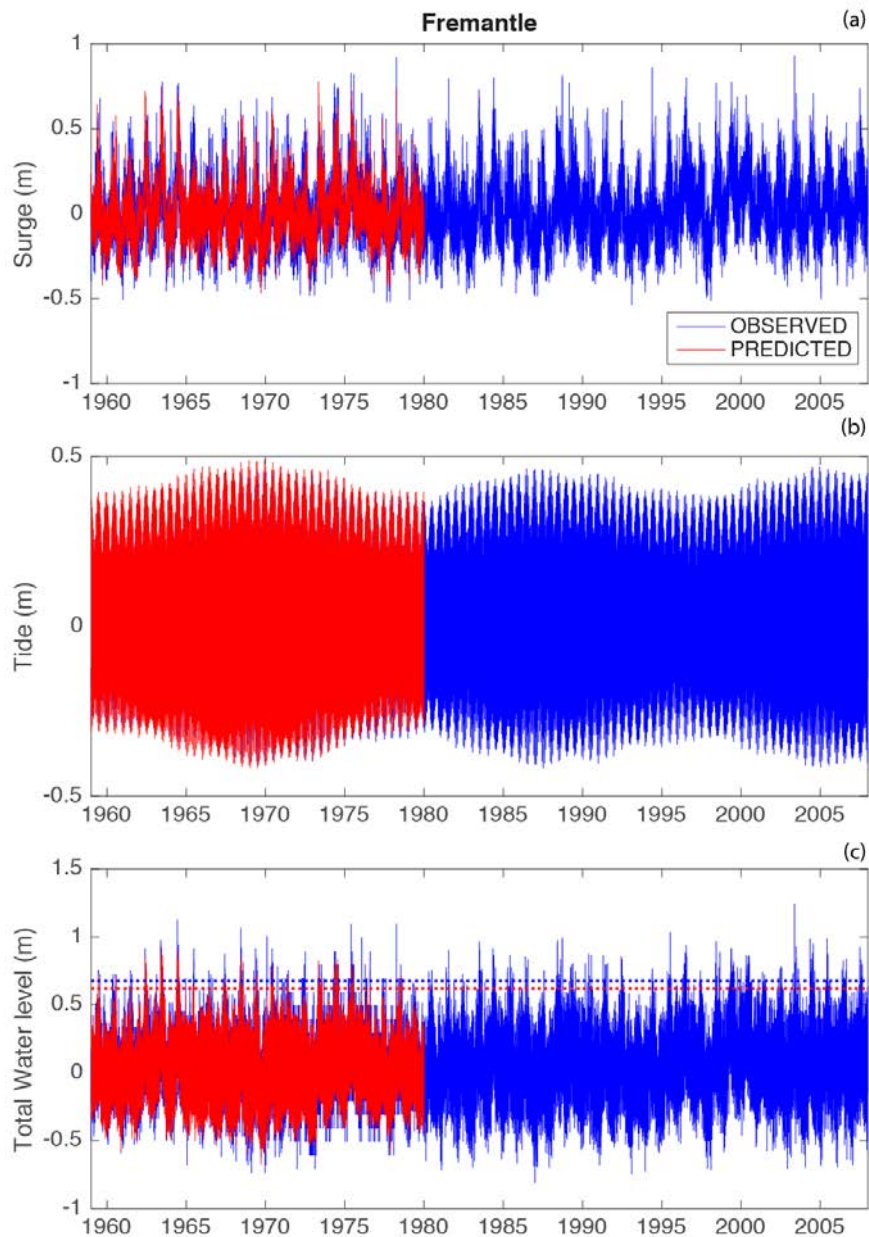 Fremantle
(a)
1
0.5
0
-0.5
-1
Surge (m)
OBSERVED
PREDICTED
1960 1965 1970 1975 1980 1985 1990 1995 2000 2005
(b)
0.5
0
-0.5
Tide (m)
1960 1965 1970 1975 1980 1985 1990 1995 2000 2005
(c)
1.5
1
0.5
0
-0.5
-1
Total Water level (m)
1960 1965 1970 1975 1980 1985 1990 1995 2000 2005